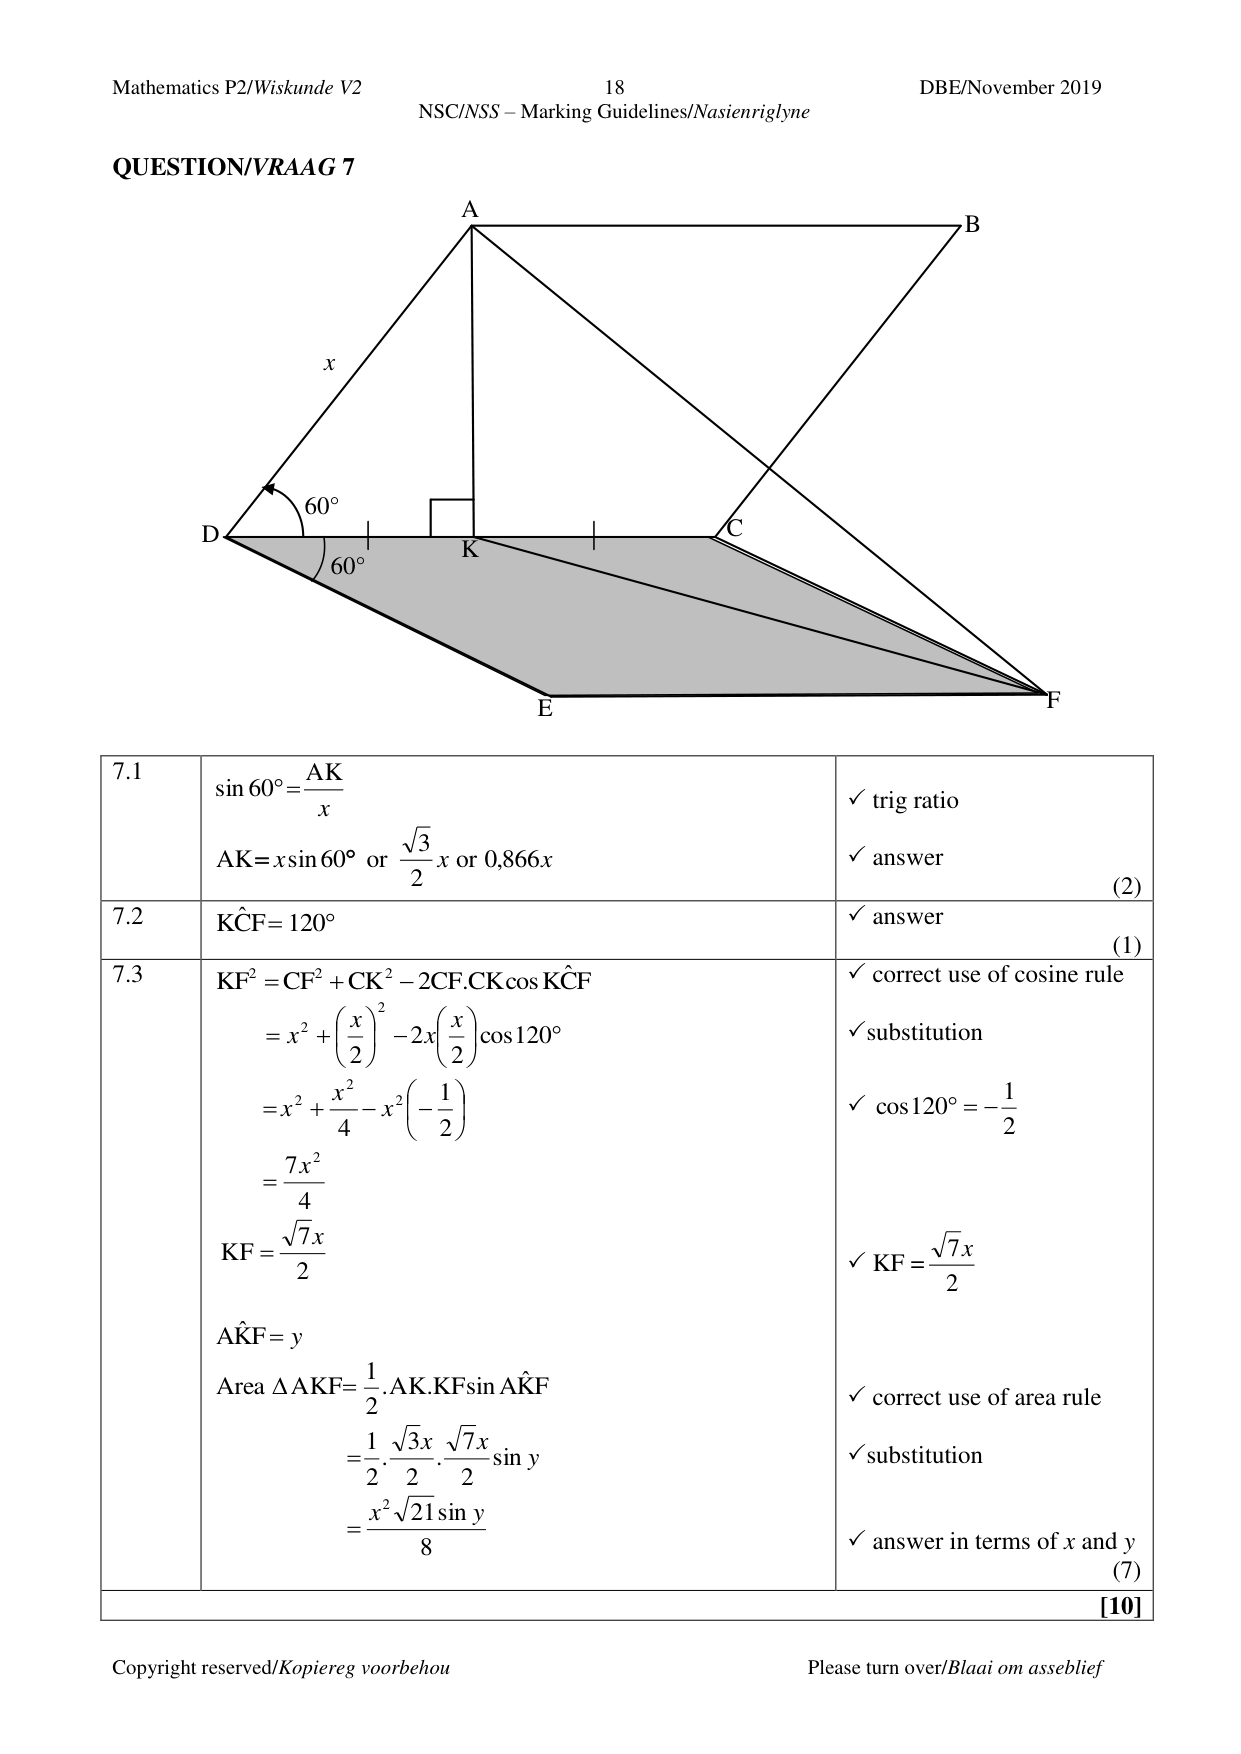 Mathematics P2/Wiskunde V2 18 DBE/November 2019
NSC/NSS – Marking Guidelines/Nasienriglyne
QUESTION/VRAAG 7
A
B
x
60°
D
K
C
60°
E
F
7.1
sin 60° = AK/x
✓ trig ratio
AK = x sin 60° or √3/2 x or 0,866x
✓ answer
(2)
7.2
KĈF = 120°
✓ answer
(1)
7.3
KF² = CF² + CK² − 2CF.CK cos KĈF
✓ correct use of cosine rule
= x² + (x/2)² − 2x(x/2) cos 120°
✓ substitution
= x² + x²/4 − x²(−1/2)
✓ cos 120° = −1/2
= 7x²/4
KF = √7x/2
✓ KF = √7x/2
AK̂F = y
Area Δ AKF = 1/2 .AK.KF sin AK̂F
✓ correct use of area rule
= 1/2 . √3x/2 . √7x/2 sin y
✓ substitution
= x²√21 sin y/8
✓ answer in terms of x and y
(7)
[10]
Copyright reserved/Kopiereg voorbehou Please turn over/Blaai om asseblief